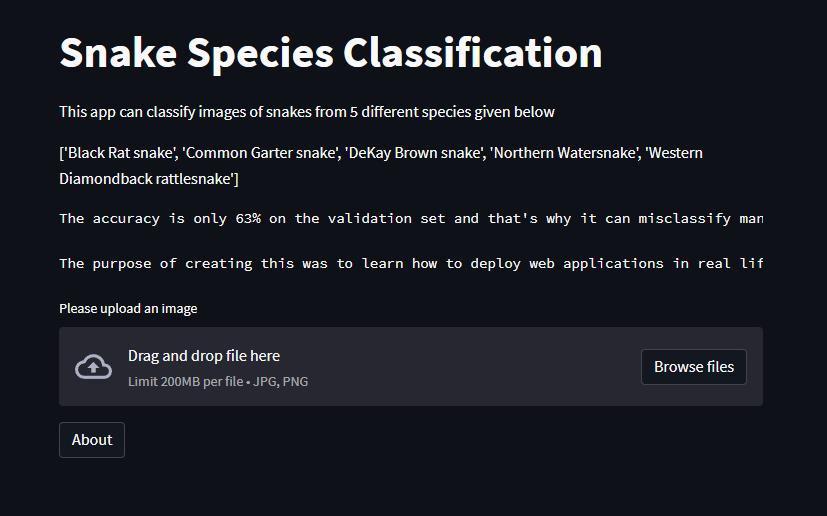 Snake Species Classification
This app can classify images of snakes from 5 different species given below
['Black Rat snake', 'Common Garter snake', 'DeKay Brown snake', 'Northern Watersnake', 'Western
Diamondback rattlesnake']
The accuracy is only 63% on the validation set and that's why it can misclassify man
The purpose of creating this was to learn how to deploy web applications in real lif
Please upload an image
Drag and drop file here
Limit 200MB per file • JPG, PNG
Browse files
About